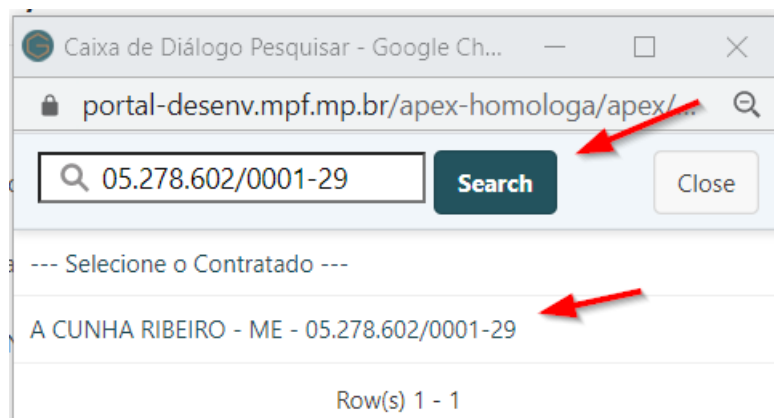 Caixa de Diálogo Pesquisar - Google Ch...
portal-desenv.mpf.mp.br/apex-homologa/apex/...
05.278.602/0001-29 Search Close
--- Selecione o Contratado ---
A CUNHA RIBEIRO - ME - 05.278.602/0001-29
Row(s) 1 - 1